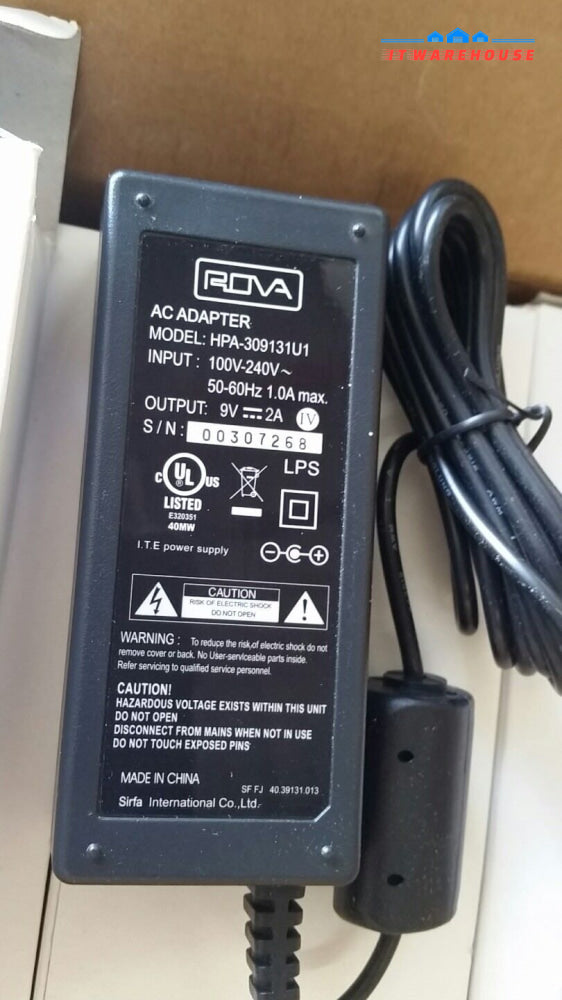 IT WAREHOUSE
ROVA
AC ADAPTER
MODEL: HPA-309131U1
INPUT : 100V-240V~
50-60Hz 1.0A max.
OUTPUT: 9V ⎓ 2A IV
S / N : 00307268
LPS
c UL ® US
LISTED
E320351
40MW
I.T.E power supply
CAUTION
RISK OF ELECTRIC SHOCK
DO NOT OPEN
WARNING : To reduce the risk,of electric shock do not
remove cover or back. No User-serviceable parts inside.
Refer servicing to qualified service personnel.
CAUTION!
HAZARDOUS VOLTAGE EXISTS WITHIN THIS UNIT
DO NOT OPEN
DISCONNECT FROM MAINS WHEN NOT IN USE
DO NOT TOUCH EXPOSED PINS
MADE IN CHINA
SF FJ 40.39131.013
Sirfa International Co.,Ltd.